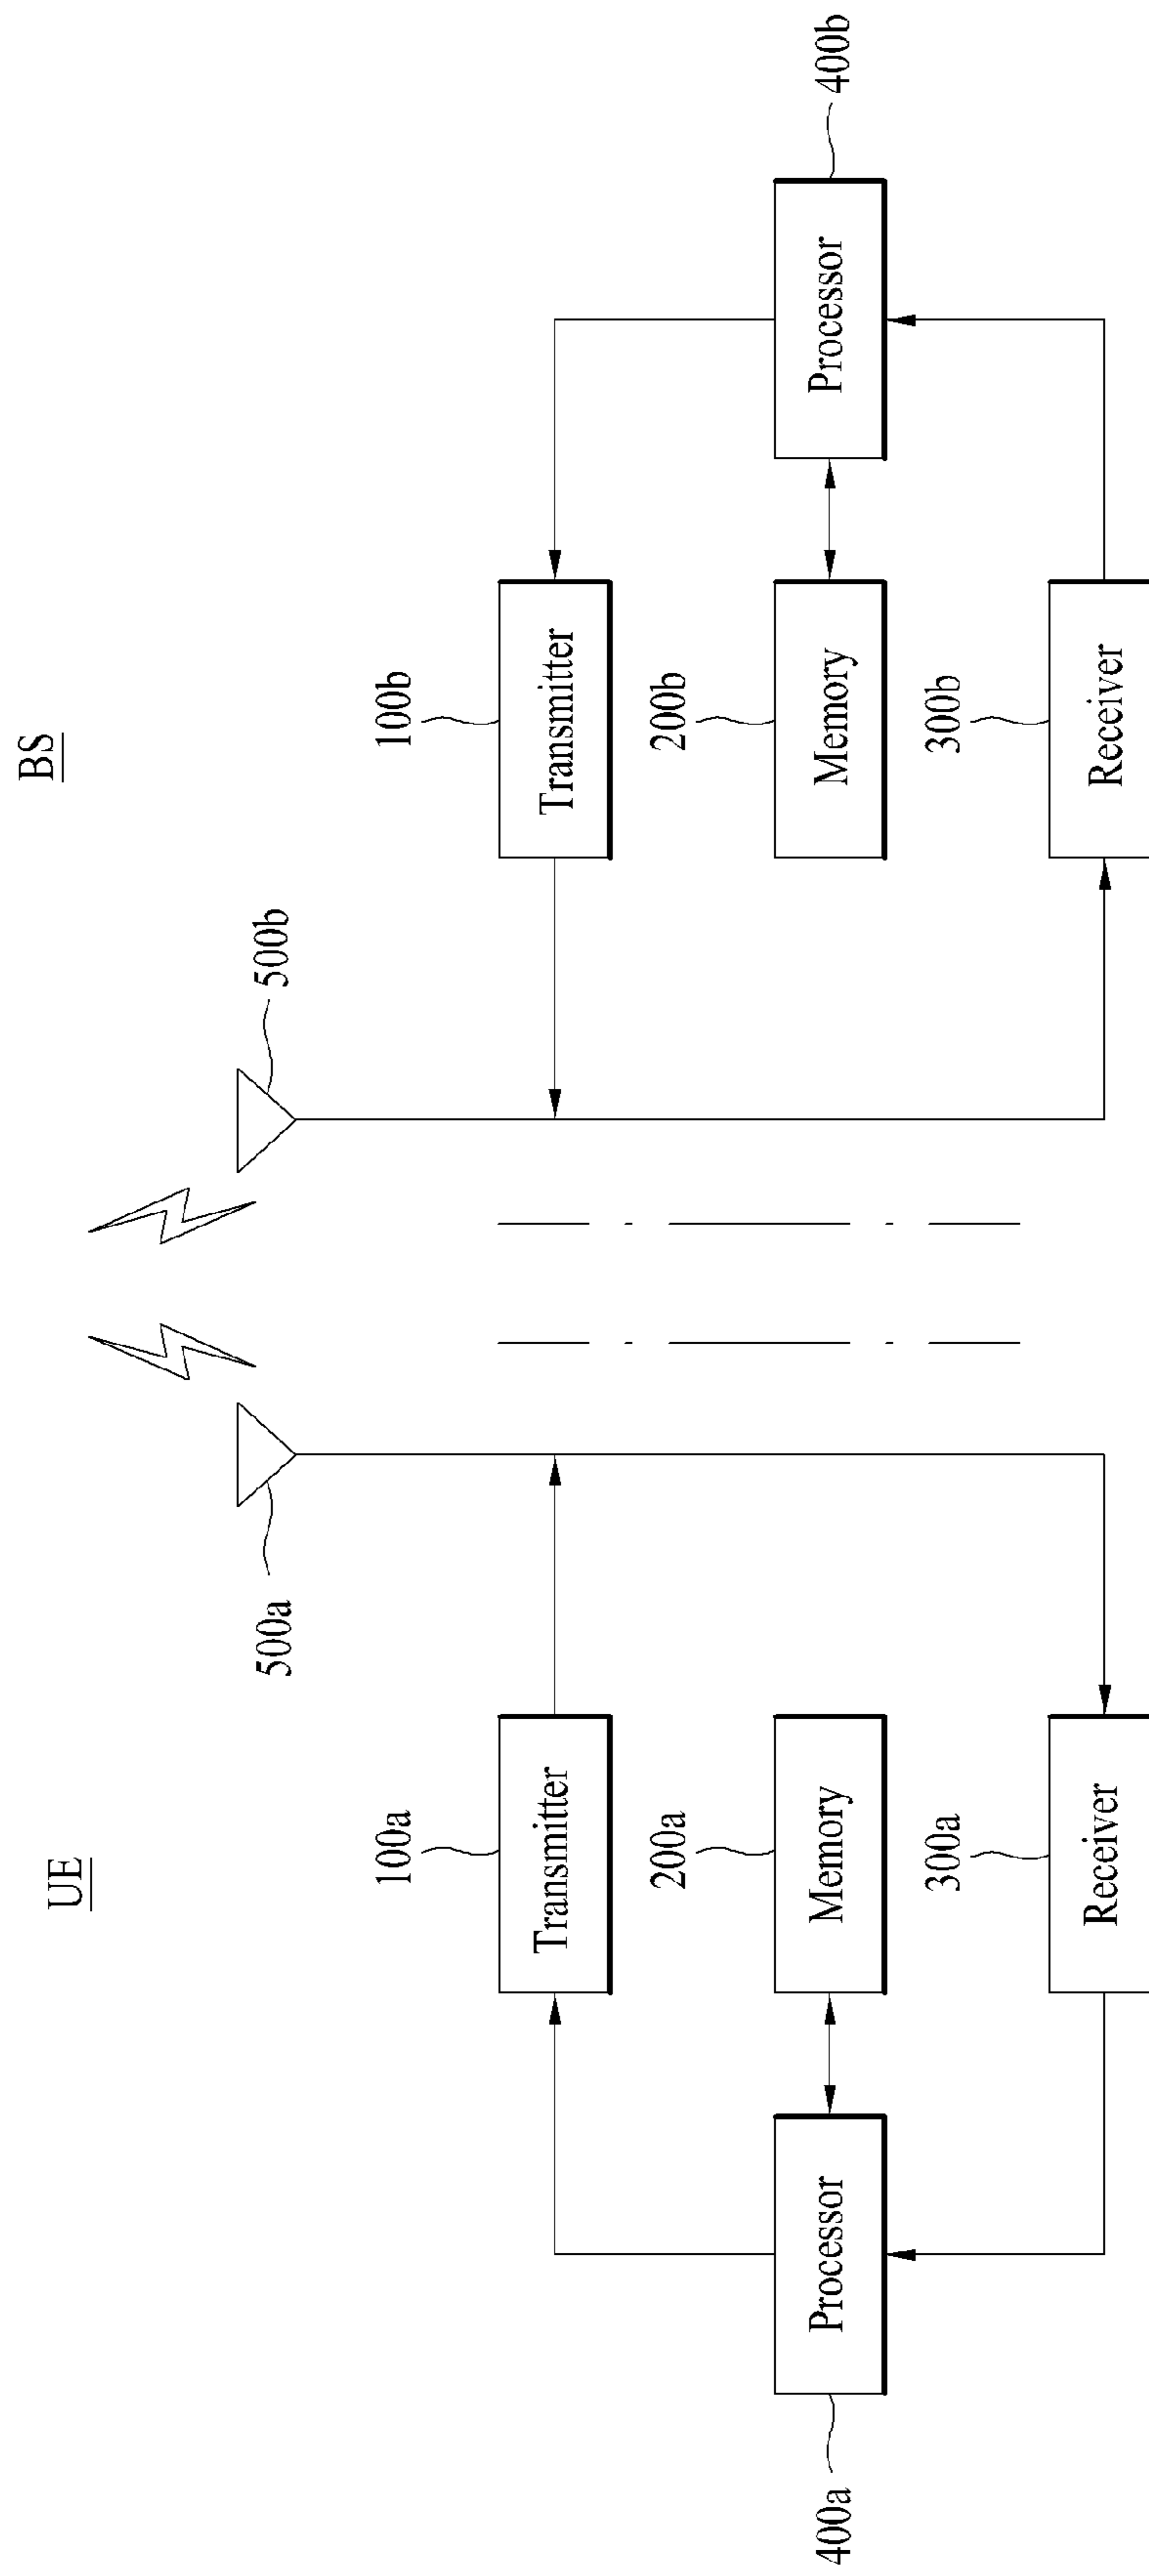 UE
BS
500a
500b
100a
Transmitter
100b
Transmitter
400a
Processor
200a
Memory
200b
Memory
Processor
400b
300a
Receiver
300b
Receiver